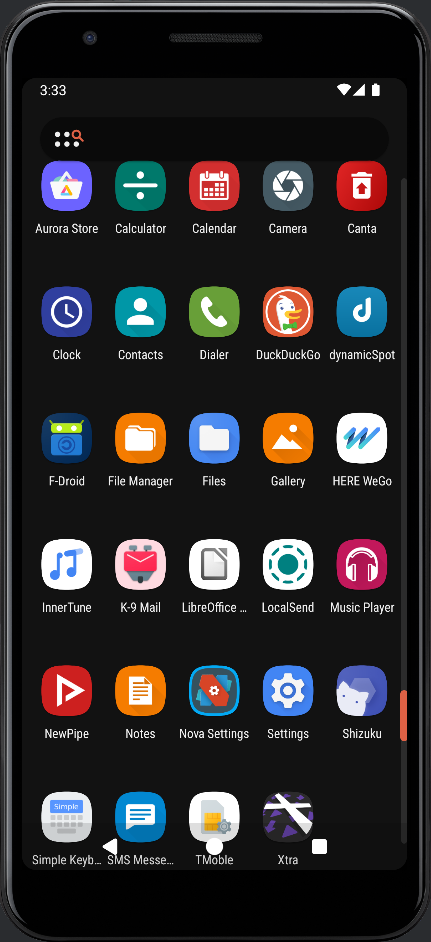 3:33
Aurora Store
Calculator
Calendar
Camera
Canta
Clock
Contacts
Dialer
DuckDuckGo
dynamicSpot
F-Droid
File Manager
Files
Gallery
HERE WeGo
InnerTune
K-9 Mail
LibreOffice ...
LocalSend
Music Player
NewPipe
Notes
Nova Settings
Settings
Shizuku
Simple
Simple Keyb...
SMS Messe...
TMoble
Xtra